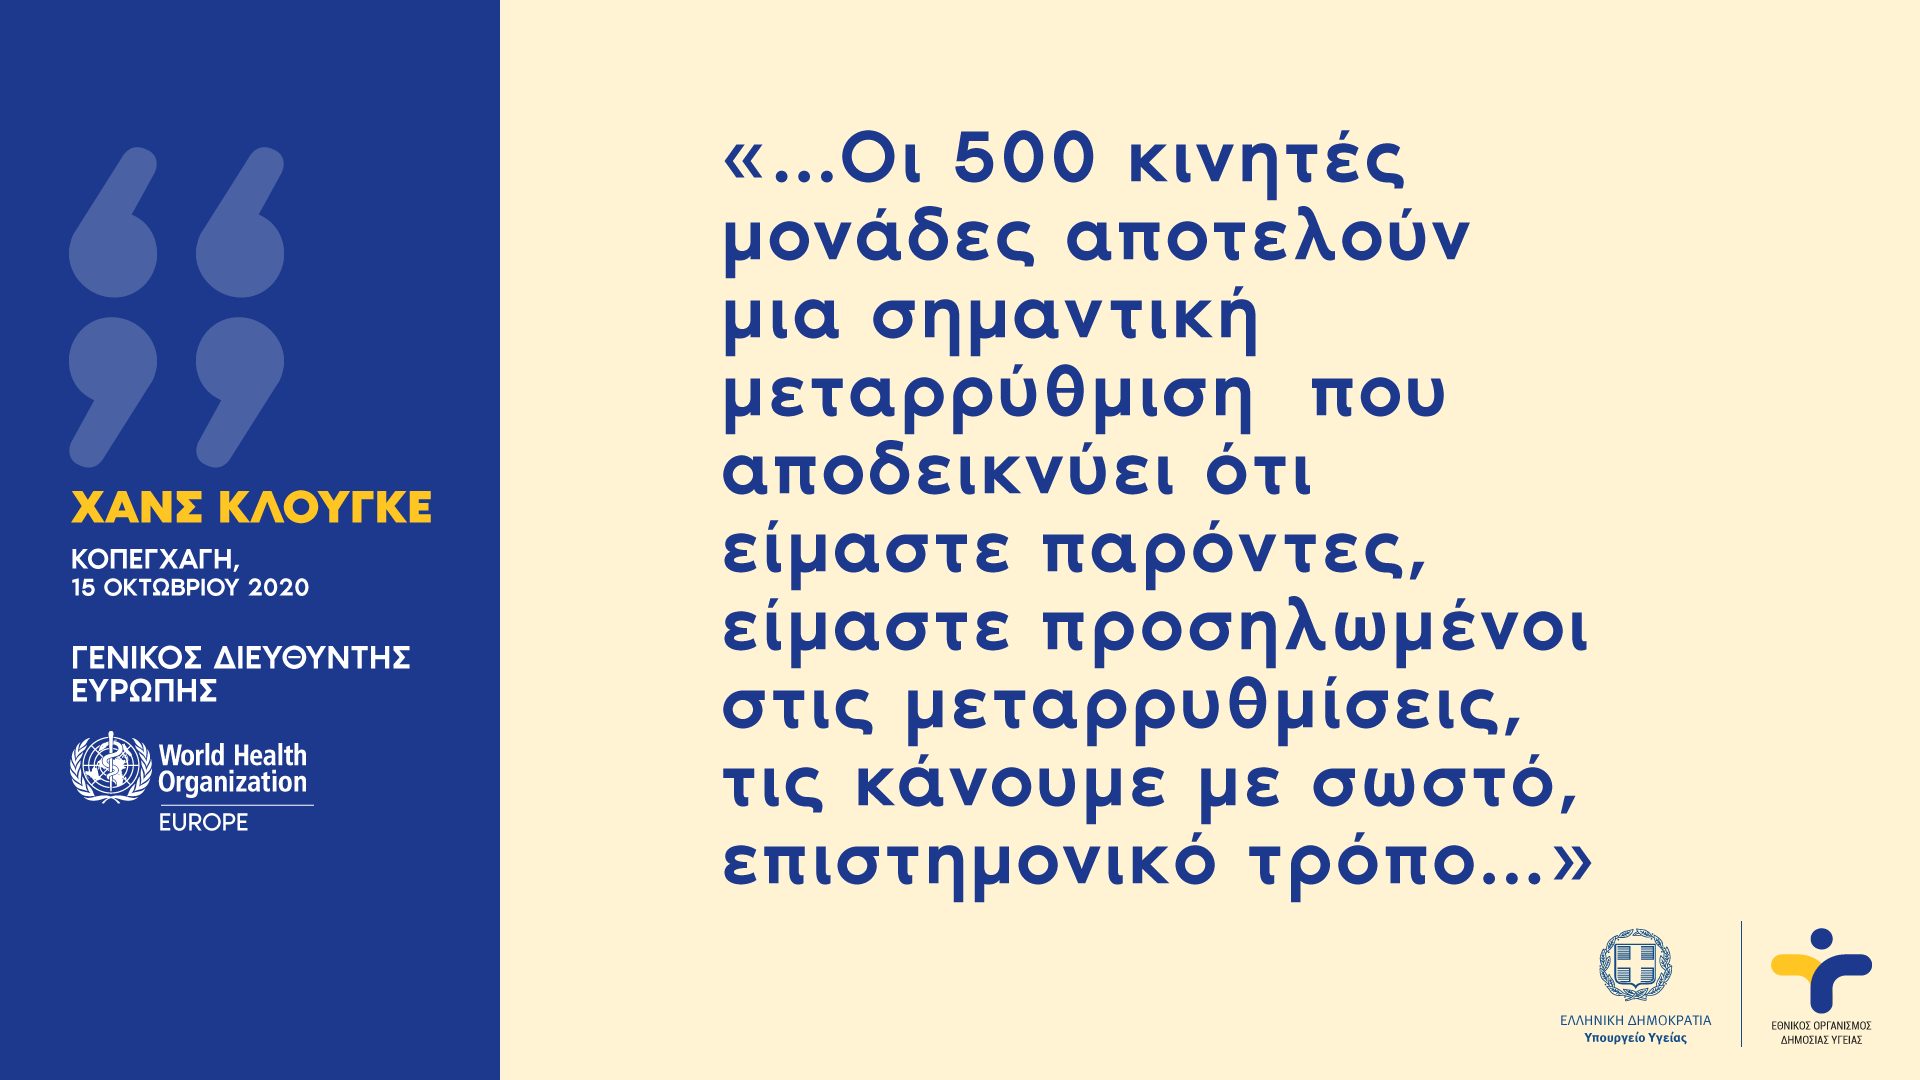 ΧΑΝΣ ΚΛΟΥΓΚΕ
ΚΟΠΕΓΧΑΓΗ,
15 ΟΚΤΩΒΡΙΟΥ 2020
ΓΕΝΙΚΟΣ ΔΙΕΥΘΥΝΤΗΣ
ΕΥΡΩΠΗΣ
World Health
Organization
EUROPE
«...Οι 500 κινητές
μονάδες αποτελούν
μια σημαντική
μεταρρύθμιση  που
αποδεικνύει ότι
είμαστε παρόντες,
είμαστε προσηλωμένοι
στις μεταρρυθμίσεις,
τις κάνουμε με σωστό,
επιστημονικό τρόπο...»
ΕΛΛΗΝΙΚΗ ΔΗΜΟΚΡΑΤΙΑ
Υπουργείο Υγείας
ΕΘΝΙΚΟΣ ΟΡΓΑΝΙΣΜΟΣ
ΔΗΜΟΣΙΑΣ ΥΓΕΙΑΣ